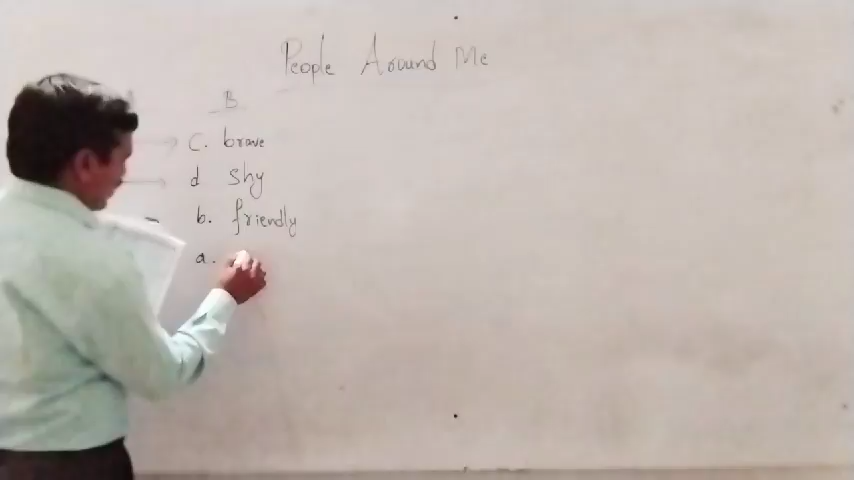 People Around Me
B
c. brave
d shy
b. friendly
a.